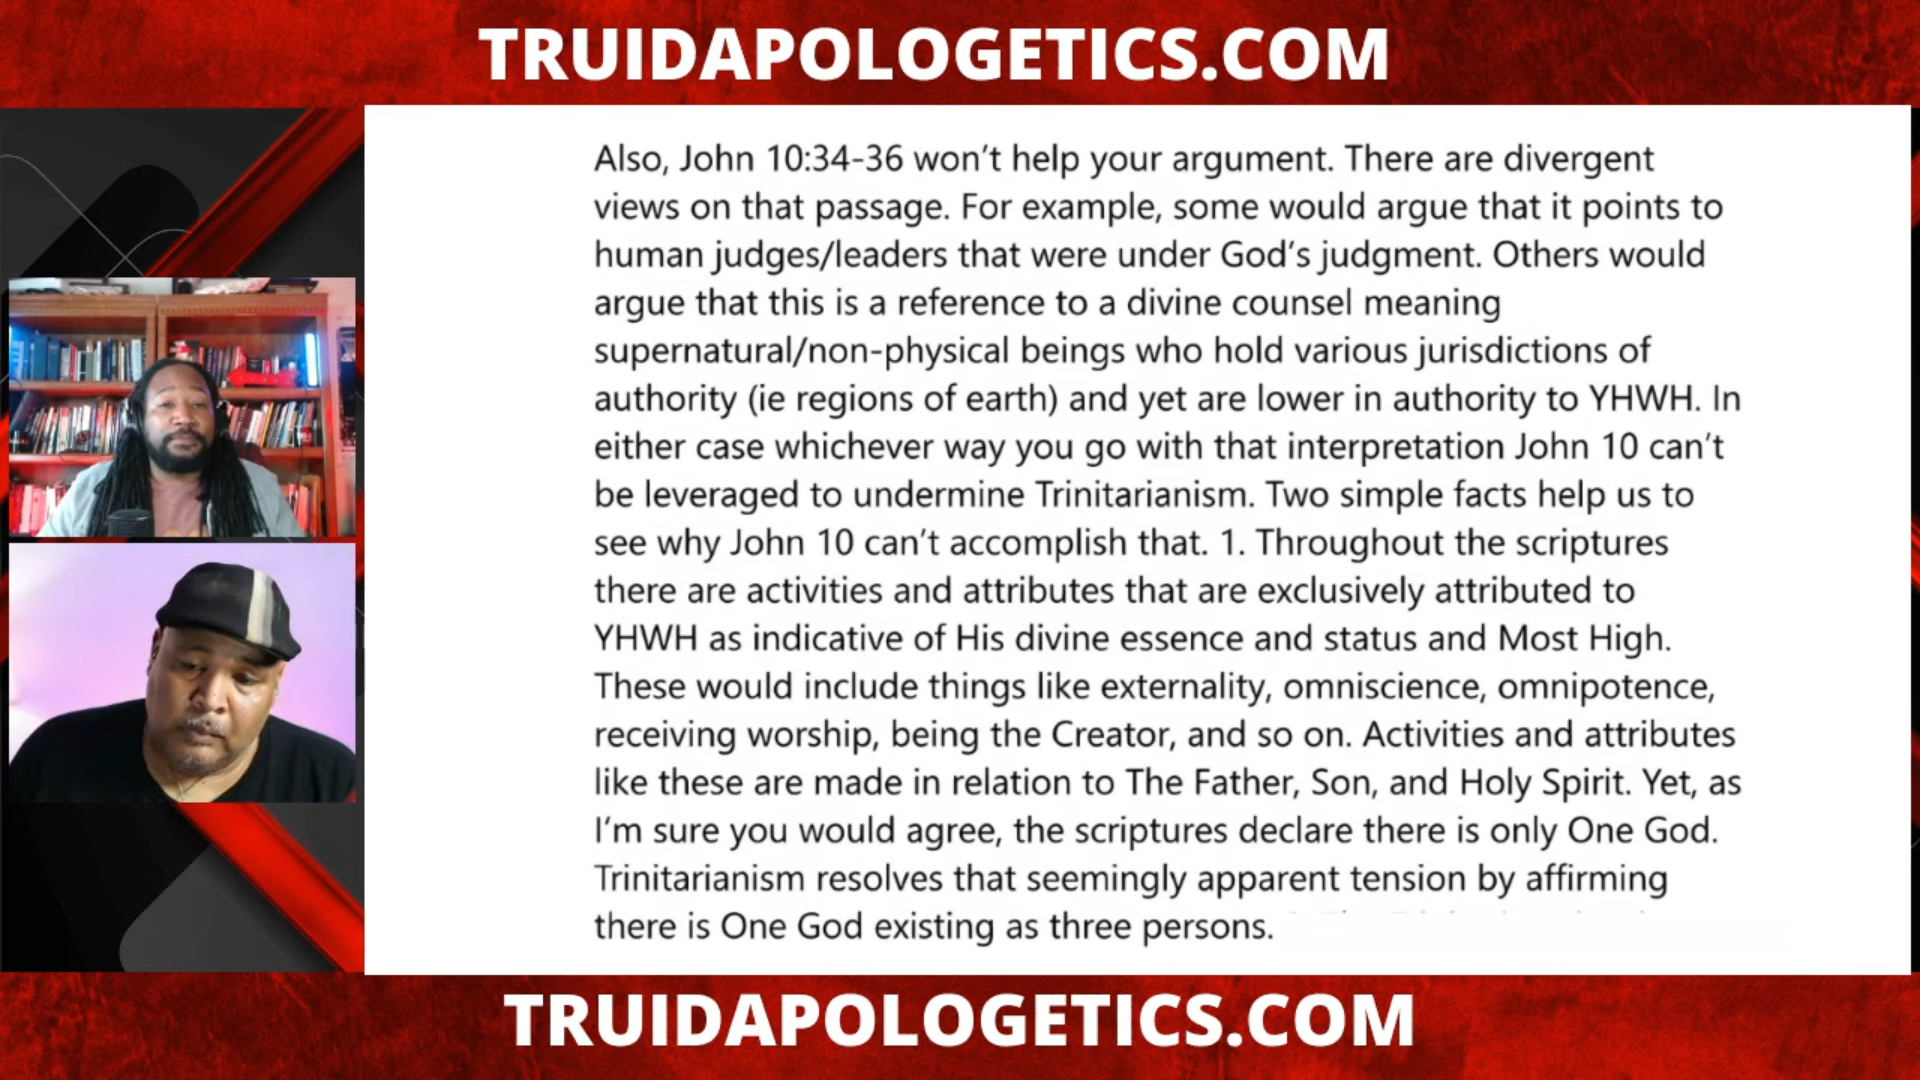 TRUIDAPOLOGETICS.COM
Also, John 10:34-36 won't help your argument. There are divergent
views on that passage. For example, some would argue that it points to
human judges/leaders that were under God's judgment. Others would
argue that this is a reference to a divine counsel meaning
supernatural/non-physical beings who hold various jurisdictions of
authority (ie regions of earth) and yet are lower in authority to YHWH. In
either case whichever way you go with that interpretation John 10 can't
be leveraged to undermine Trinitarianism. Two simple facts help us to
see why John 10 can't accomplish that. 1. Throughout the scriptures
there are activities and attributes that are exclusively attributed to
YHWH as indicative of His divine essence and status and Most High.
These would include things like externality, omniscience, omnipotence,
receiving worship, being the Creator, and so on. Activities and attributes
like these are made in relation to The Father, Son, and Holy Spirit. Yet, as
I'm sure you would agree, the scriptures declare there is only One God.
Trinitarianism resolves that seemingly apparent tension by affirming
there is One God existing as three persons.
TRUIDAPOLOGETICS.COM